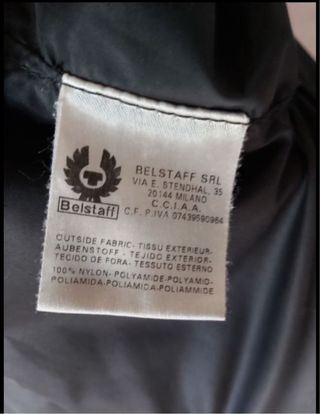 BELSTAFF SRL
VIA E. STENDHAL, 35
20144 MILANO
C.C.I.A.A.
C.F. P.IVA 07439590964
Belstaff
OUTSIDE FABRIC- TISSU EXTERIEUR-
AUBENSTOFF - TEJIDO EXTERIOR-
TECIDO DE FORA- TESSUTO ESTERNO
100% NYLON- POLYAMIDE-POLYAMID-
POLIAMIDA-POLIAMIDA-POLIAMMIDE